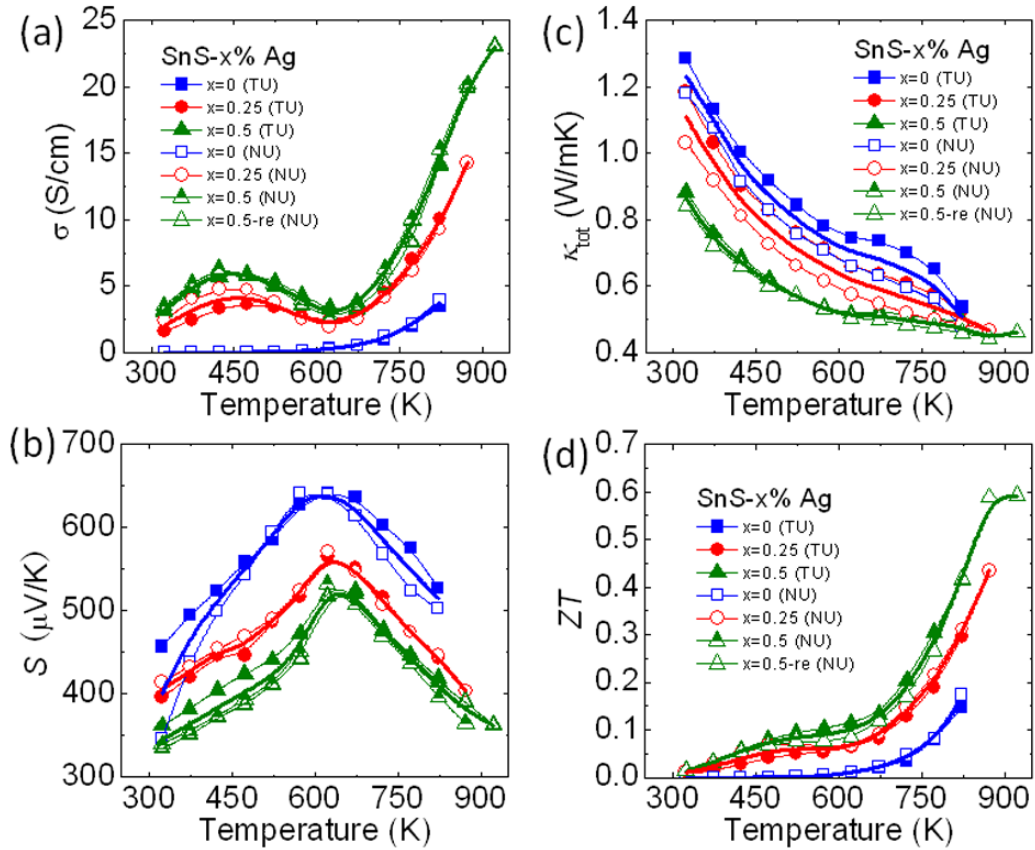 (a)
25
20
15
10
5
0
σ (S/cm)
SnS-x% Ag
x=0 (TU)
x=0.25 (TU)
x=0.5 (TU)
x=0 (NU)
x=0.25 (NU)
x=0.5 (NU)
x=0.5-re (NU)
300 450 600 750 900
Temperature (K)
(c)
1.4
1.2
1.0
0.8
0.6
0.4
κtot (W/mK)
SnS-x% Ag
x=0 (TU)
x=0.25 (TU)
x=0.5 (TU)
x=0 (NU)
x=0.25 (NU)
x=0.5 (NU)
x=0.5-re (NU)
300 450 600 750 900
Temperature (K)
(b)
700
600
500
400
300
S (μV/K)
300 450 600 750 900
Temperature (K)
(d)
0.7
0.6
0.5
0.4
0.3
0.2
0.1
0.0
ZT
SnS-x% Ag
x=0 (TU)
x=0.25 (TU)
x=0.5 (TU)
x=0 (NU)
x=0.25 (NU)
x=0.5 (NU)
x=0.5-re (NU)
300 450 600 750 900
Temperature (K)